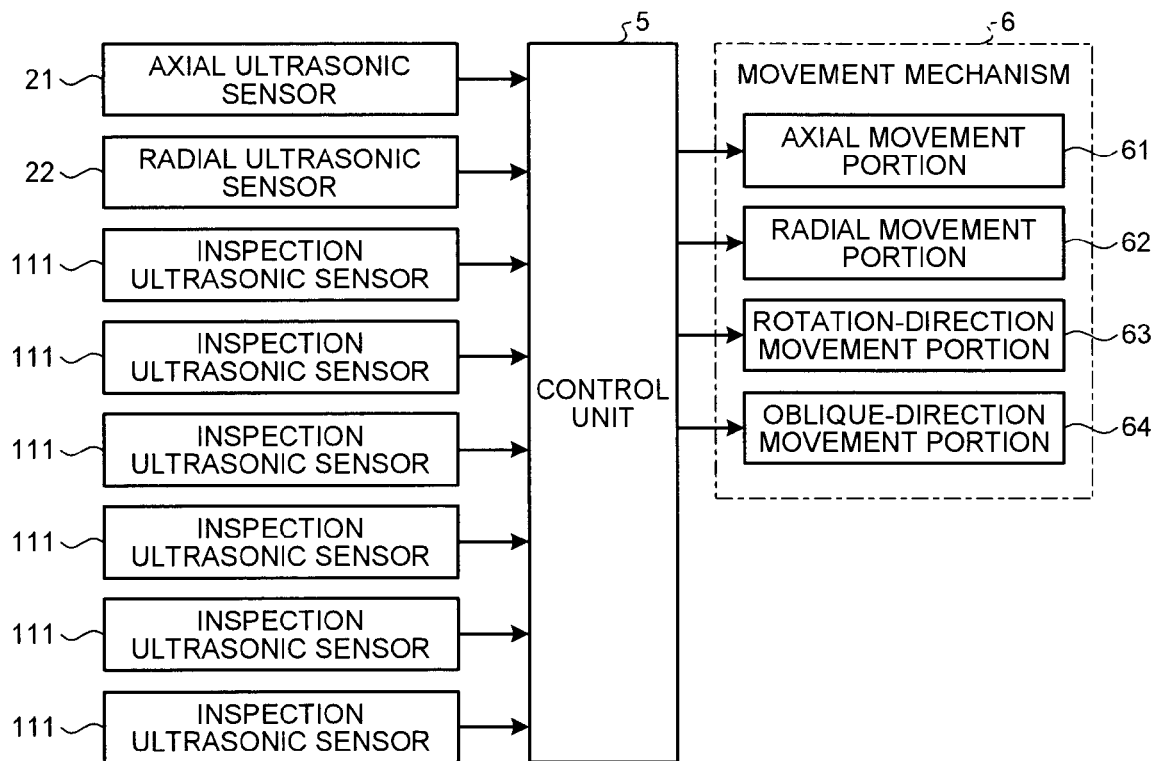 5
6
21
AXIAL ULTRASONIC
SENSOR
MOVEMENT MECHANISM
22
RADIAL ULTRASONIC
SENSOR
AXIAL MOVEMENT
PORTION
61
111
INSPECTION
ULTRASONIC SENSOR
RADIAL MOVEMENT
PORTION
62
111
INSPECTION
ULTRASONIC SENSOR
ROTATION-DIRECTION
MOVEMENT PORTION
63
CONTROL
UNIT
111
INSPECTION
ULTRASONIC SENSOR
OBLIQUE-DIRECTION
MOVEMENT PORTION
64
111
INSPECTION
ULTRASONIC SENSOR
111
INSPECTION
ULTRASONIC SENSOR
111
INSPECTION
ULTRASONIC SENSOR